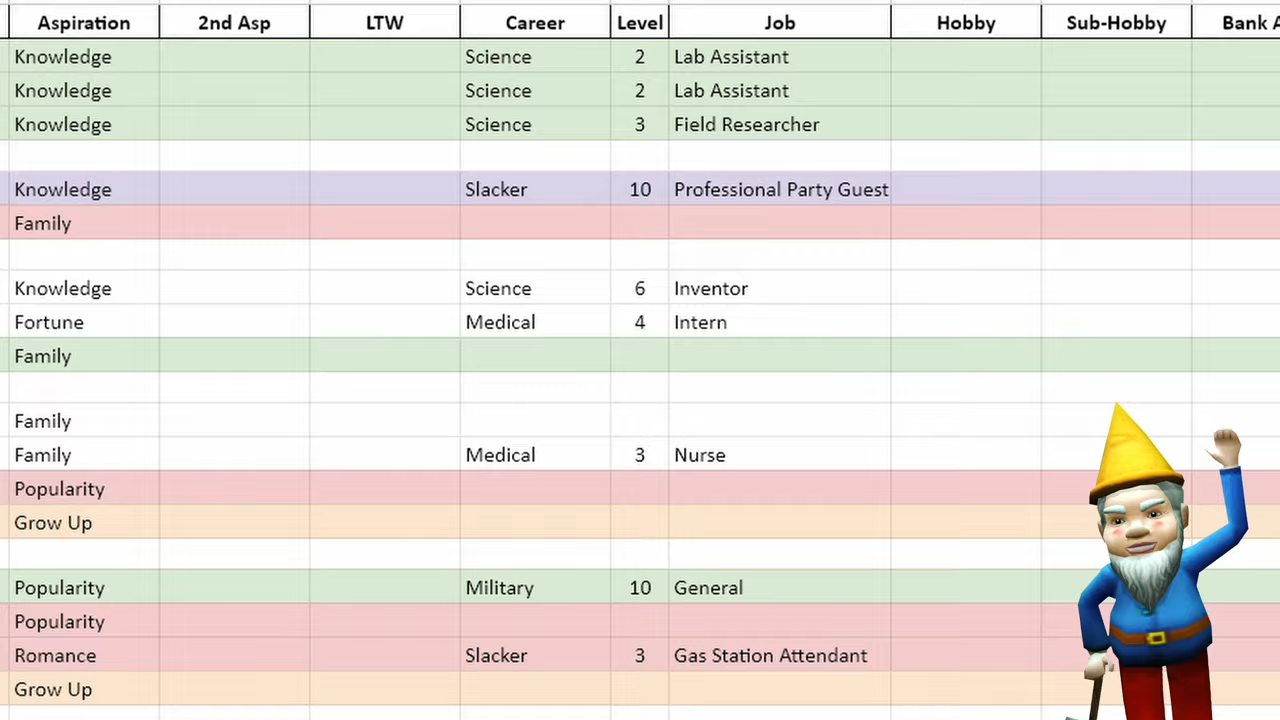 Aspiration 2nd Asp LTW Career Level Job Hobby Sub-Hobby Bank A
Knowledge Science 2 Lab Assistant
Knowledge Science 2 Lab Assistant
Knowledge Science 3 Field Researcher
Knowledge Slacker 10 Professional Party Guest
Family
Knowledge Science 6 Inventor
Fortune Medical 4 Intern
Family
Family
Family Medical 3 Nurse
Popularity
Grow Up
Popularity Military 10 General
Popularity
Romance Slacker 3 Gas Station Attendant
Grow Up